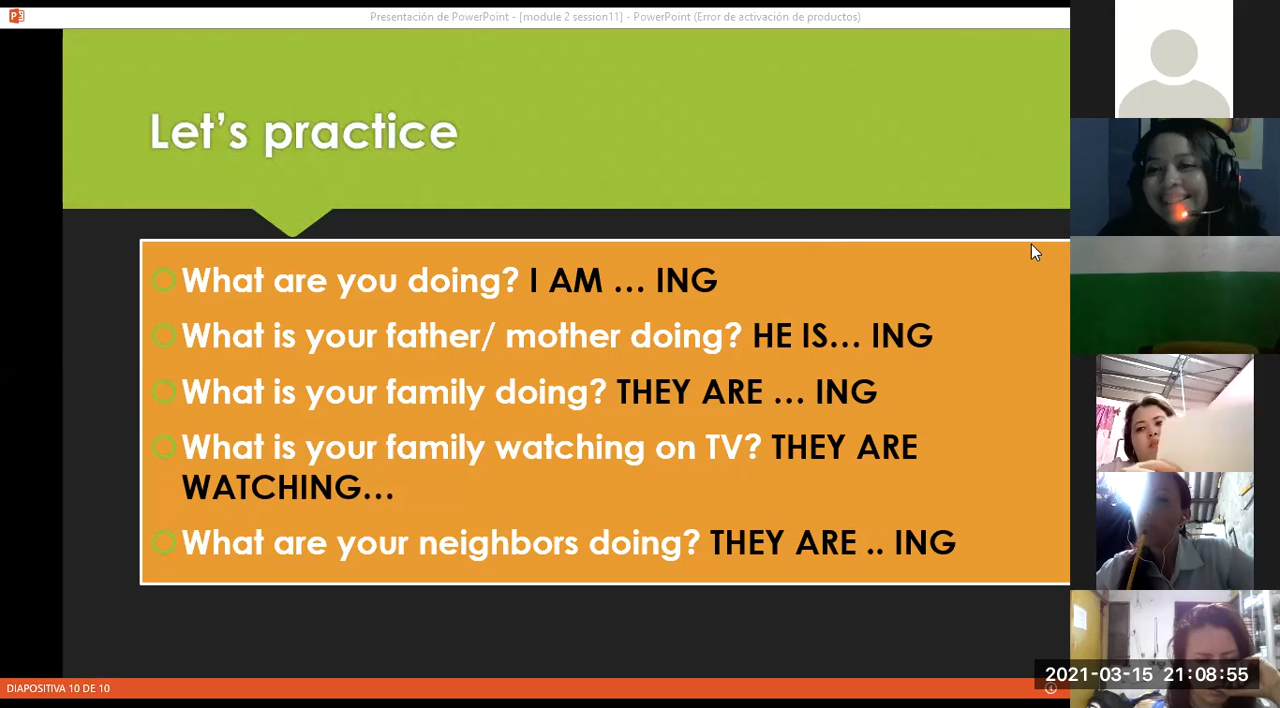 Presentación de PowerPoint - [module 2 session11] - PowerPoint (Error de activación de productos)
Let's practice
What are you doing? I AM … ING
What is your father/ mother doing? HE IS… ING
What is your family doing? THEY ARE … ING
What is your family watching on TV? THEY ARE
WATCHING…
What are your neighbors doing? THEY ARE .. ING
2021-03-15 21:08:55
DIAPOSITIVA 10 DE 10